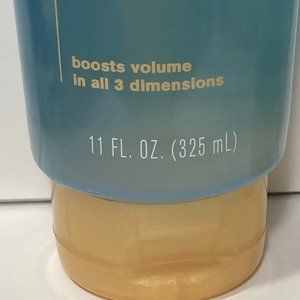 boosts volume
in all 3 dimensions
11 FL. OZ. (325 mL)